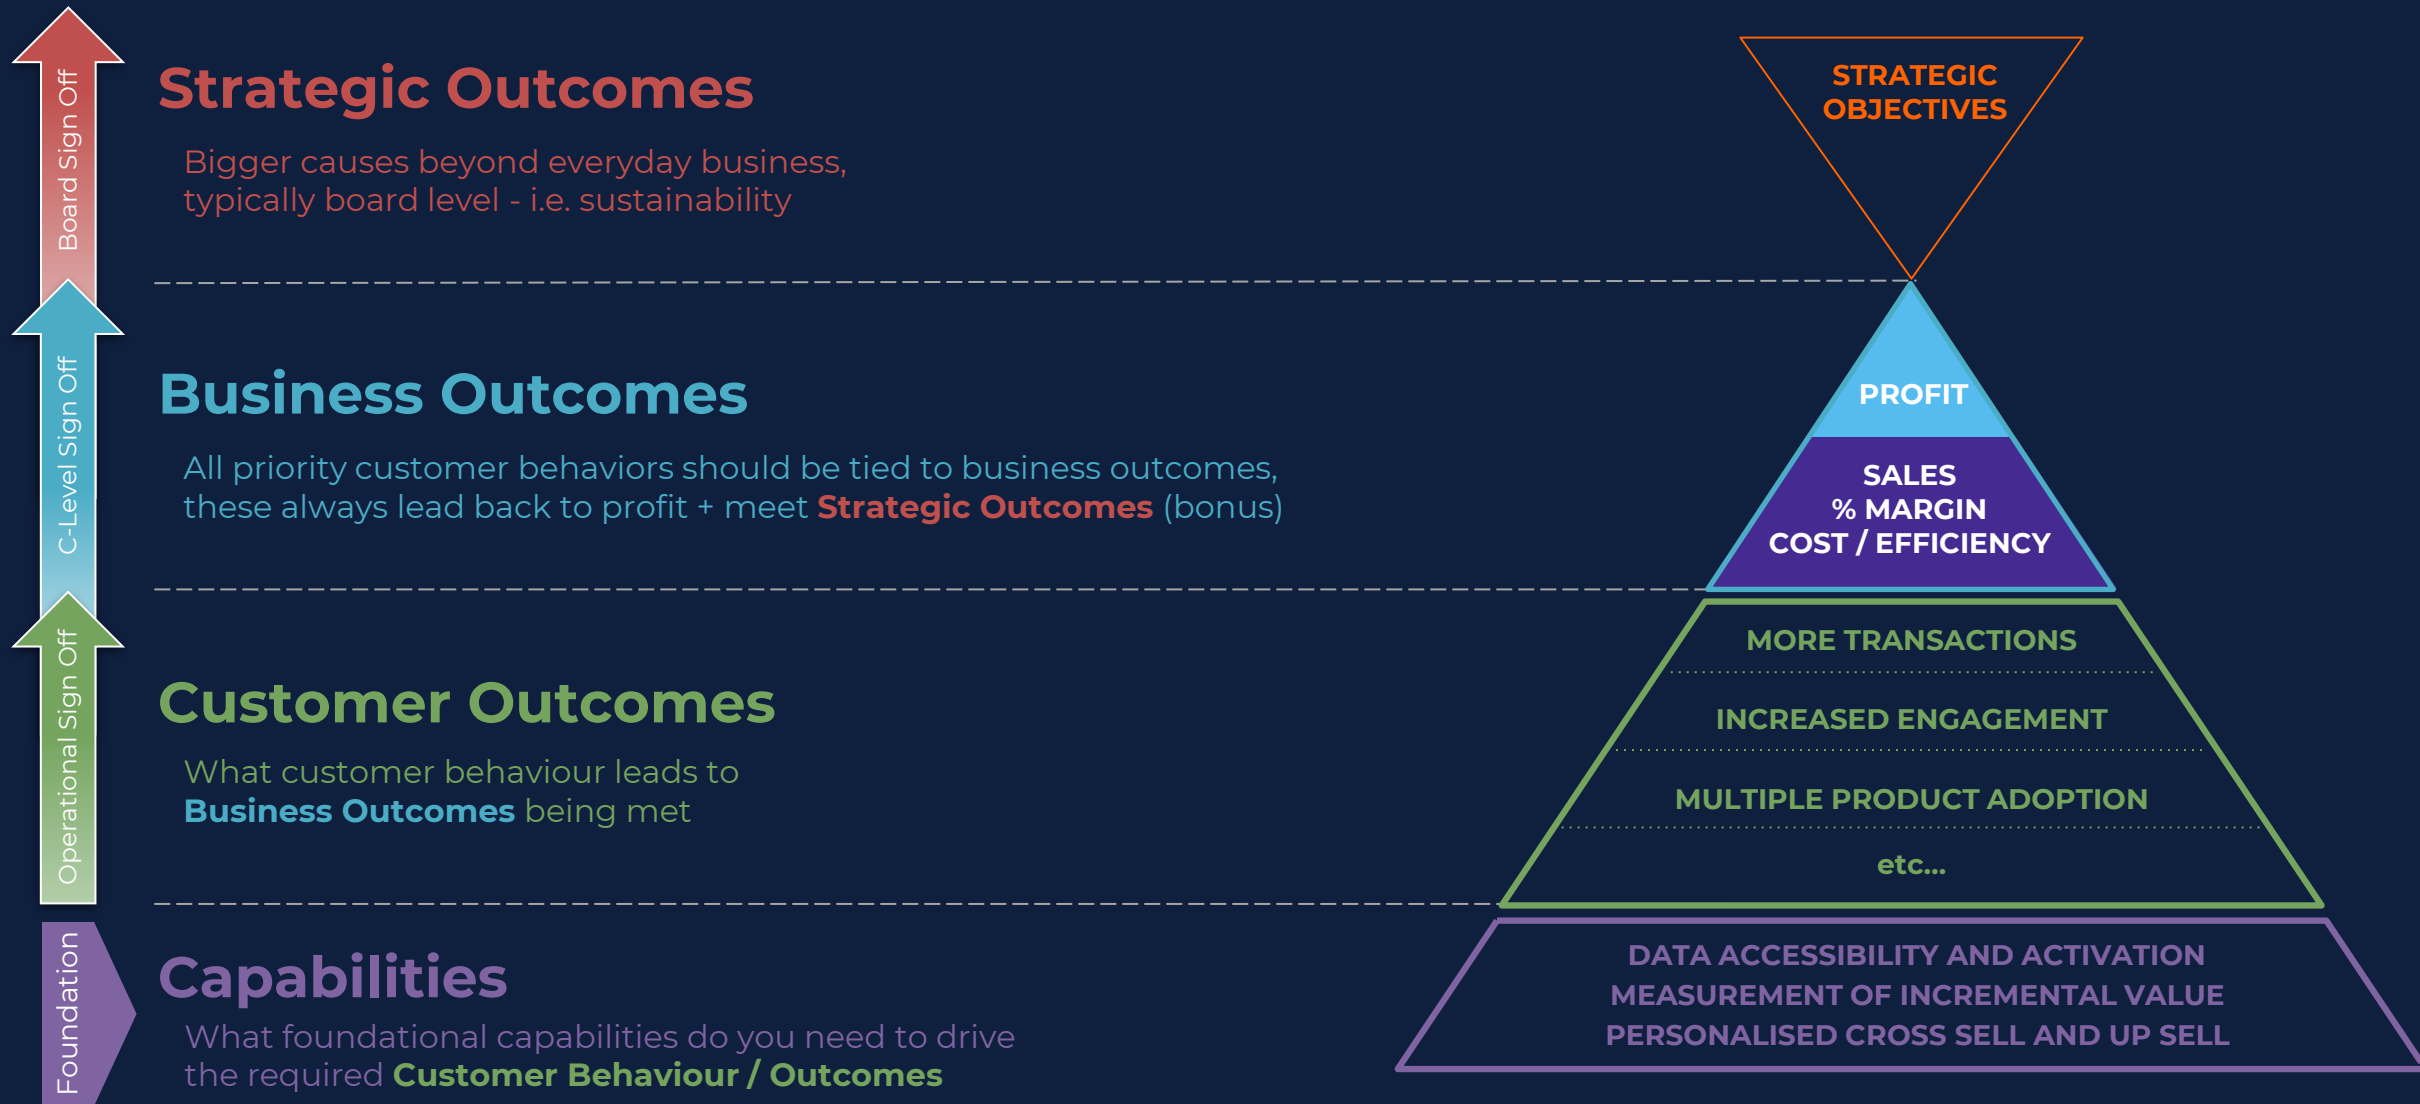 Board Sign Off
Strategic Outcomes
Bigger causes beyond everyday business,
typically board level - i.e. sustainability
STRATEGIC
OBJECTIVES
C-Level Sign Off
Business Outcomes
All priority customer behaviors should be tied to business outcomes,
these always lead back to profit + meet Strategic Outcomes (bonus)
PROFIT
SALES
% MARGIN
COST / EFFICIENCY
Operational Sign Off
Customer Outcomes
What customer behaviour leads to
Business Outcomes being met
MORE TRANSACTIONS
INCREASED ENGAGEMENT
MULTIPLE PRODUCT ADOPTION
etc...
Foundation
Capabilities
What foundational capabilities do you need to drive
the required Customer Behaviour / Outcomes
DATA ACCESSIBILITY AND ACTIVATION
MEASUREMENT OF INCREMENTAL VALUE
PERSONALISED CROSS SELL AND UP SELL